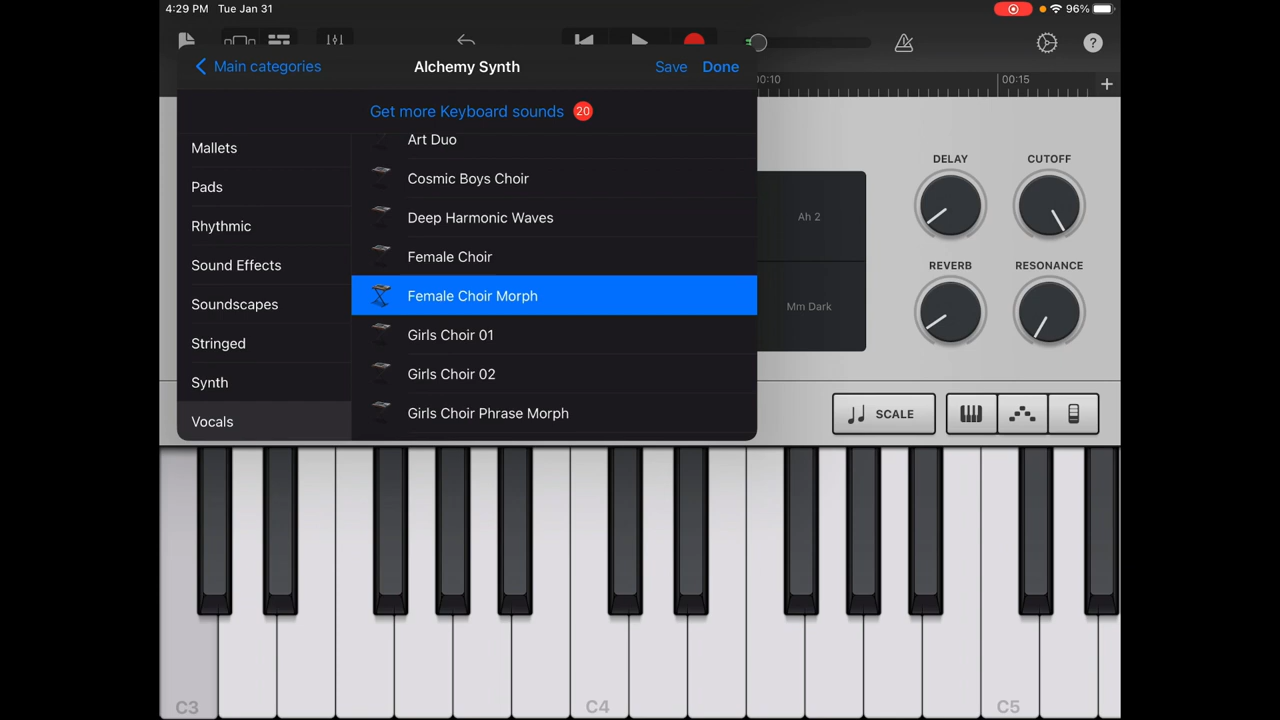 4:29 PM Tue Jan 31
96%
Main categories
Alchemy Synth
Save
Done
Get more Keyboard sounds 20
Mallets
Pads
Rhythmic
Sound Effects
Soundscapes
Stringed
Synth
Vocals
Art Duo
Cosmic Boys Choir
Deep Harmonic Waves
Female Choir
Female Choir Morph
Girls Choir 01
Girls Choir 02
Girls Choir Phrase Morph
?
00:10
00:15
+
Ah 2
Mm Dark
DELAY
CUTOFF
REVERB
RESONANCE
SCALE
C3
C4
C5